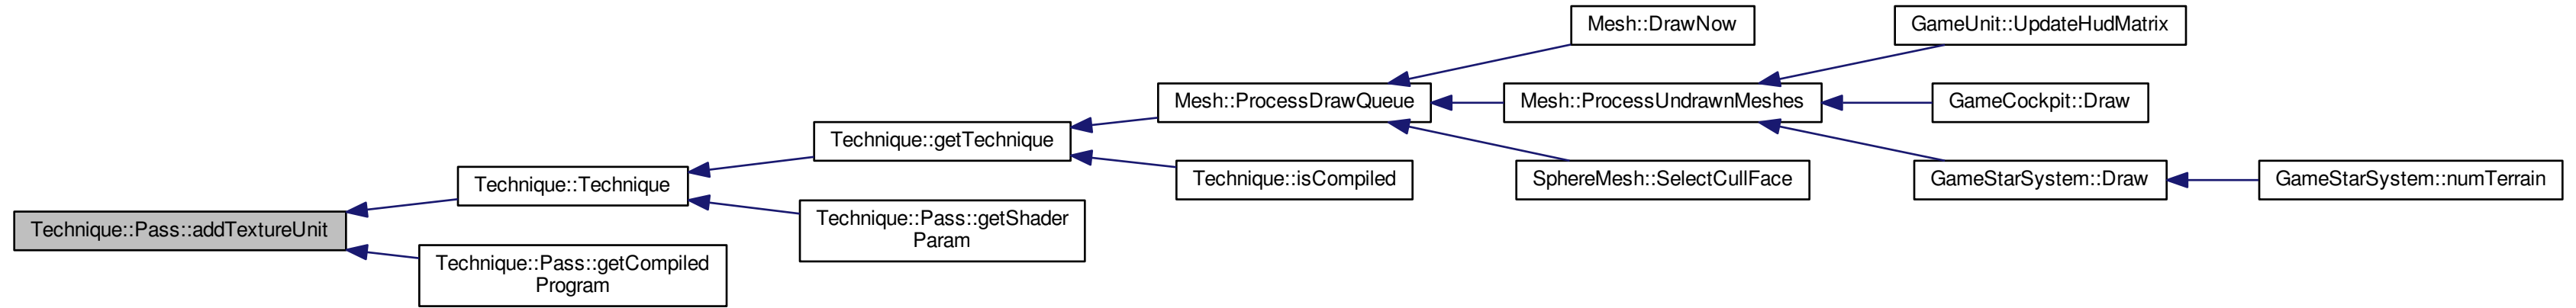 Mesh::DrawNow
GameUnit::UpdateHudMatrix
Mesh::ProcessDrawQueue
Mesh::ProcessUndrawnMeshes
GameCockpit::Draw
Technique::getTechnique
Technique::Technique
Technique::isCompiled
SphereMesh::SelectCullFace
GameStarSystem::Draw
GameStarSystem::numTerrain
Technique::Pass::addTextureUnit
Technique::Pass::getShader
Param
Technique::Pass::getCompiled
Program